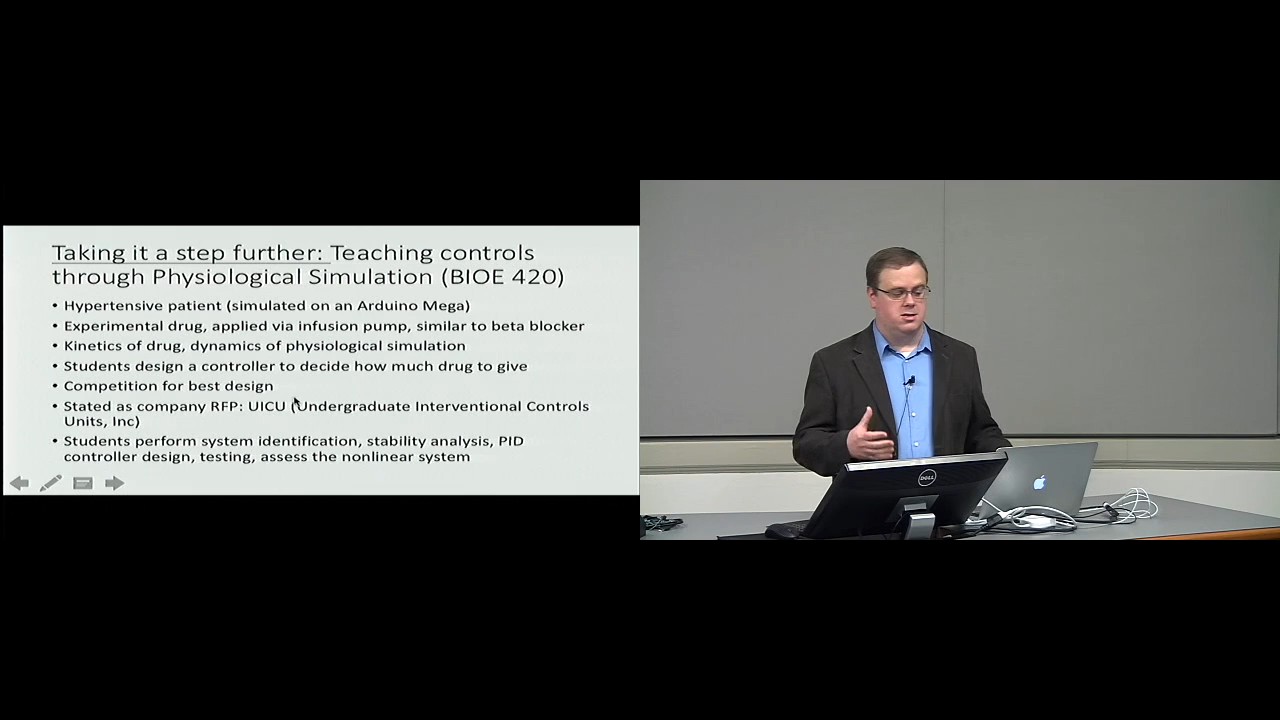 Taking it a step further: Teaching controls
through Physiological Simulation (BIOE 420)
• Hypertensive patient (simulated on an Arduino Mega)
• Experimental drug, applied via infusion pump, similar to beta blocker
• Kinetics of drug, dynamics of physiological simulation
• Students design a controller to decide how much drug to give
• Competition for best design
• Stated as company RFP: UICU (Undergraduate Interventional Controls
Units, Inc)
• Students perform system identification, stability analysis, PID
controller design, testing, assess the nonlinear system
DELL